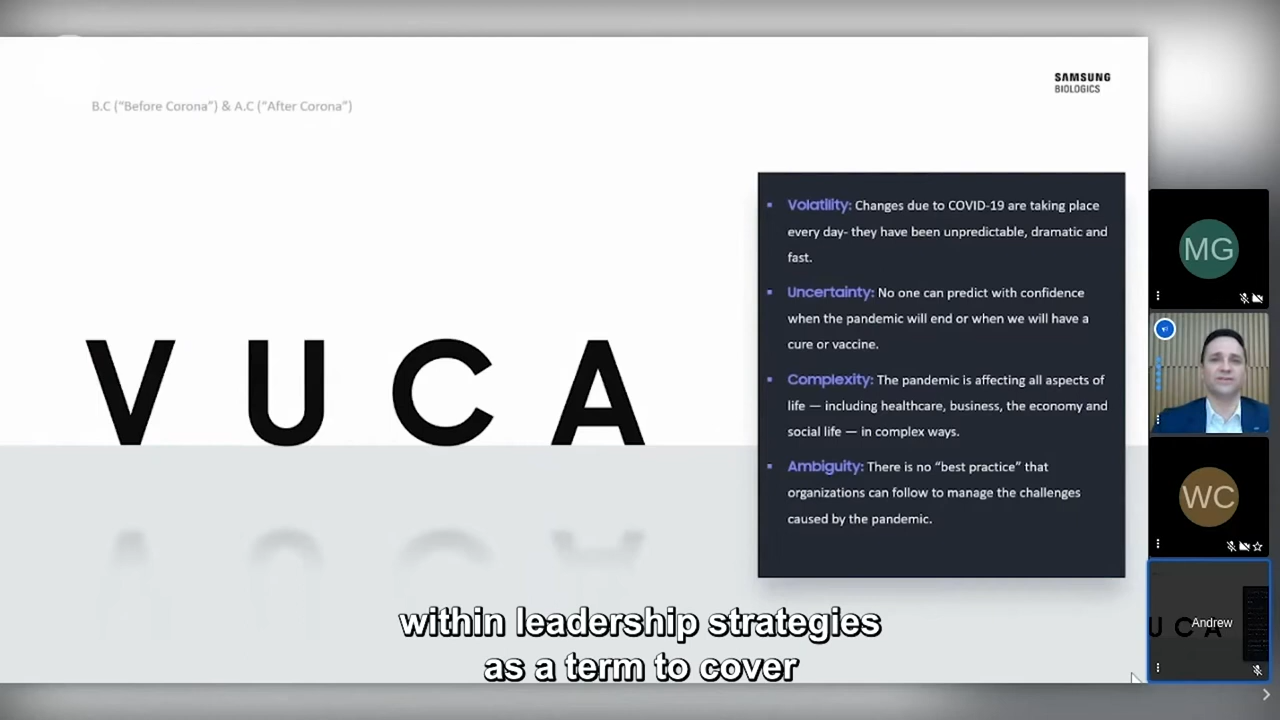 B.C ("Before Corona") & A.C ("After Corona")
SAMSUNG
BIOLOGICS
VUCA
▪ Volatility: Changes due to COVID-19 are taking place
every day- they have been unpredictable, dramatic and
fast.
▪ Uncertainty: No one can predict with confidence
when the pandemic will end or when we will have a
cure or vaccine.
▪ Complexity: The pandemic is affecting all aspects of
life — including healthcare, business, the economy and
social life — in complex ways.
▪ Ambiguity: There is no “best practice” that
organizations can follow to manage the challenges
caused by the pandemic.
MG
WC
Andrew
U C A
within leadership strategies
as a term to cover